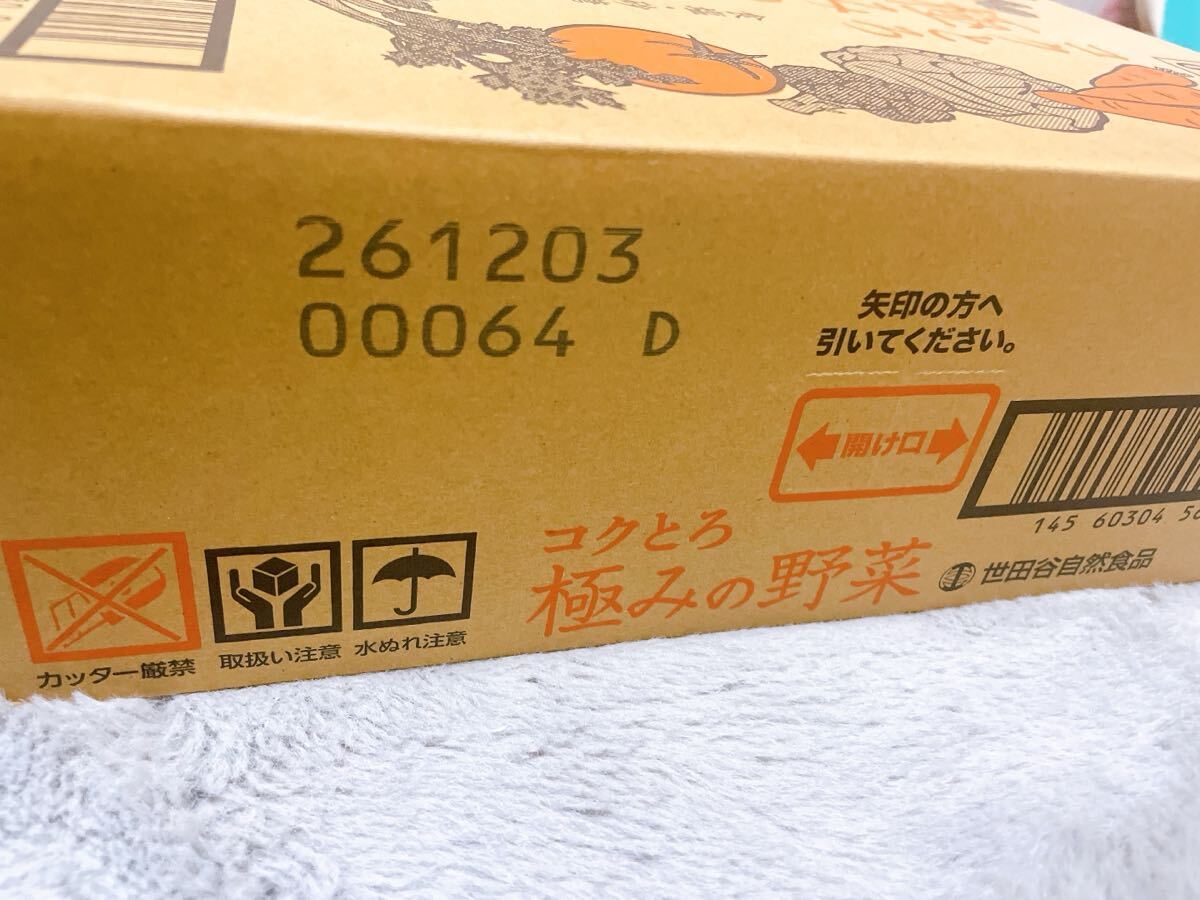 261203
00064 D
矢印の方へ
引いてください。
開け口
145 60304 56
コクとろ
極みの野菜
世田谷自然食品
カッター厳禁
取扱い注意
水ぬれ注意